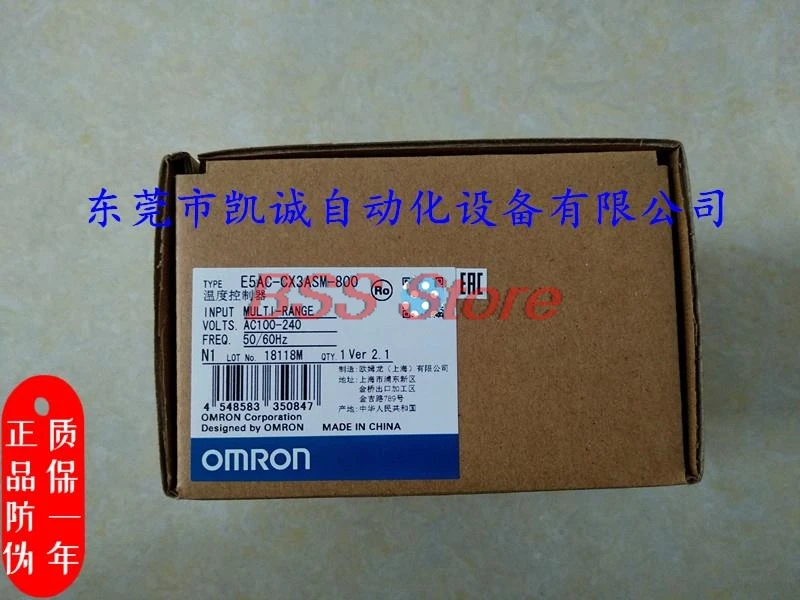 东莞市凯诚自动化设备有限公司
BSS Store
TYPE E5AC-CX3ASM-800
温度控制器
Ro
EAC
INPUT MULTI-RANGE
VOLTS. AC100-240
FREQ. 50/60Hz
N1 LOT No. 18118M QTY. 1 Ver 2.1
制造: 欧姆龙(上海)有限公司
地址: 上海市浦东新区
金桥出口加工区
金吉路789号
产地: 中华人民共和国
4 548583 350847
OMRON Corporation
Designed by OMRON MADE IN CHINA
OMRON
正品防伪
质保一年